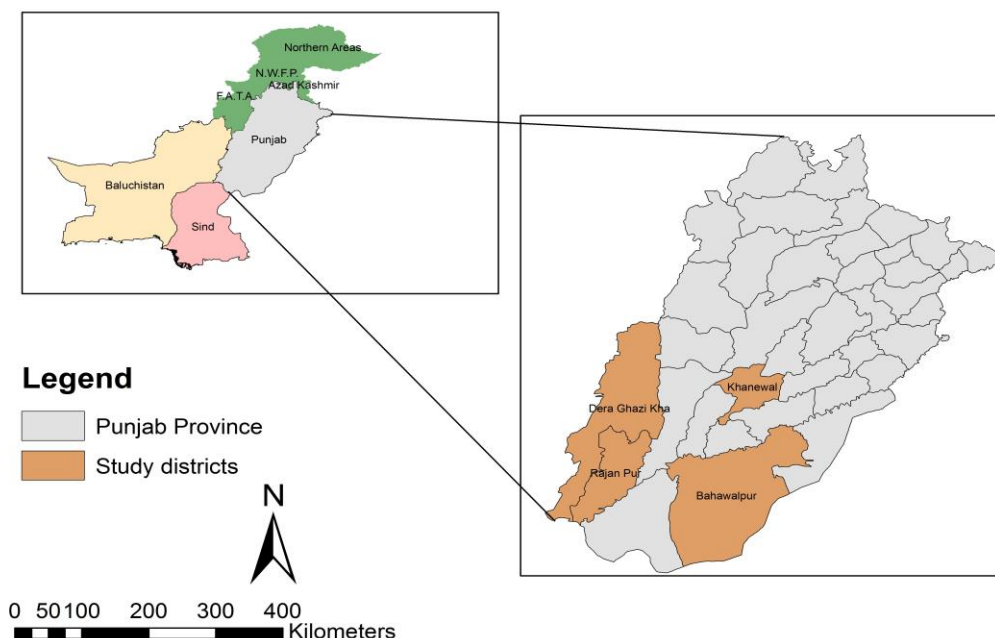 Northern Areas
N.W.F.P.
Azad Kashmir
F.A.T.A.
Punjab
Baluchistan
Sind
Legend
Punjab Province
Study districts
Khanewal
Dera Ghazi Kha
Rajan Pur
Bahawalpur
N
0 50 100 200 300 400
Kilometers